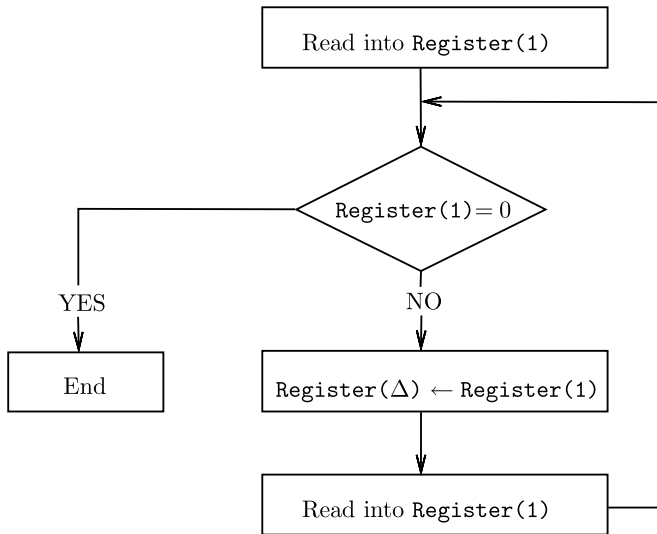 Read into Register(1)
Register(1)= 0
YES
NO
End
Register(Δ) ← Register(1)
Read into Register(1)